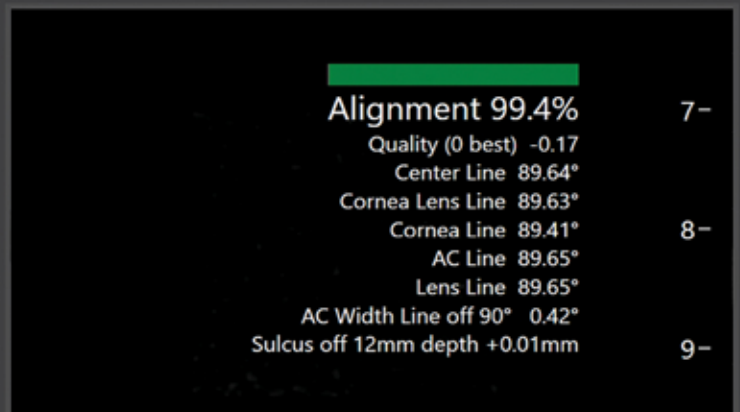 Alignment 99.4%
7-
Quality (0 best) -0.17
Center Line 89.64°
Cornea Lens Line 89.63°
Cornea Line 89.41°
8-
AC Line 89.65°
Lens Line 89.65°
AC Width Line off 90° 0.42°
Sulcus off 12mm depth +0.01mm
9-